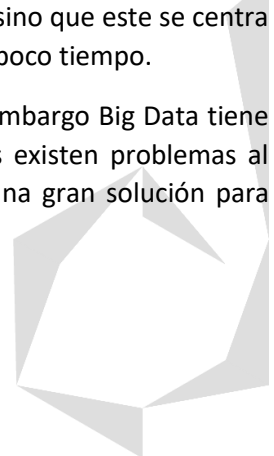 sino que este se centra
poco tiempo.
mbargo Big Data tiene
s existen problemas al
na gran solución para